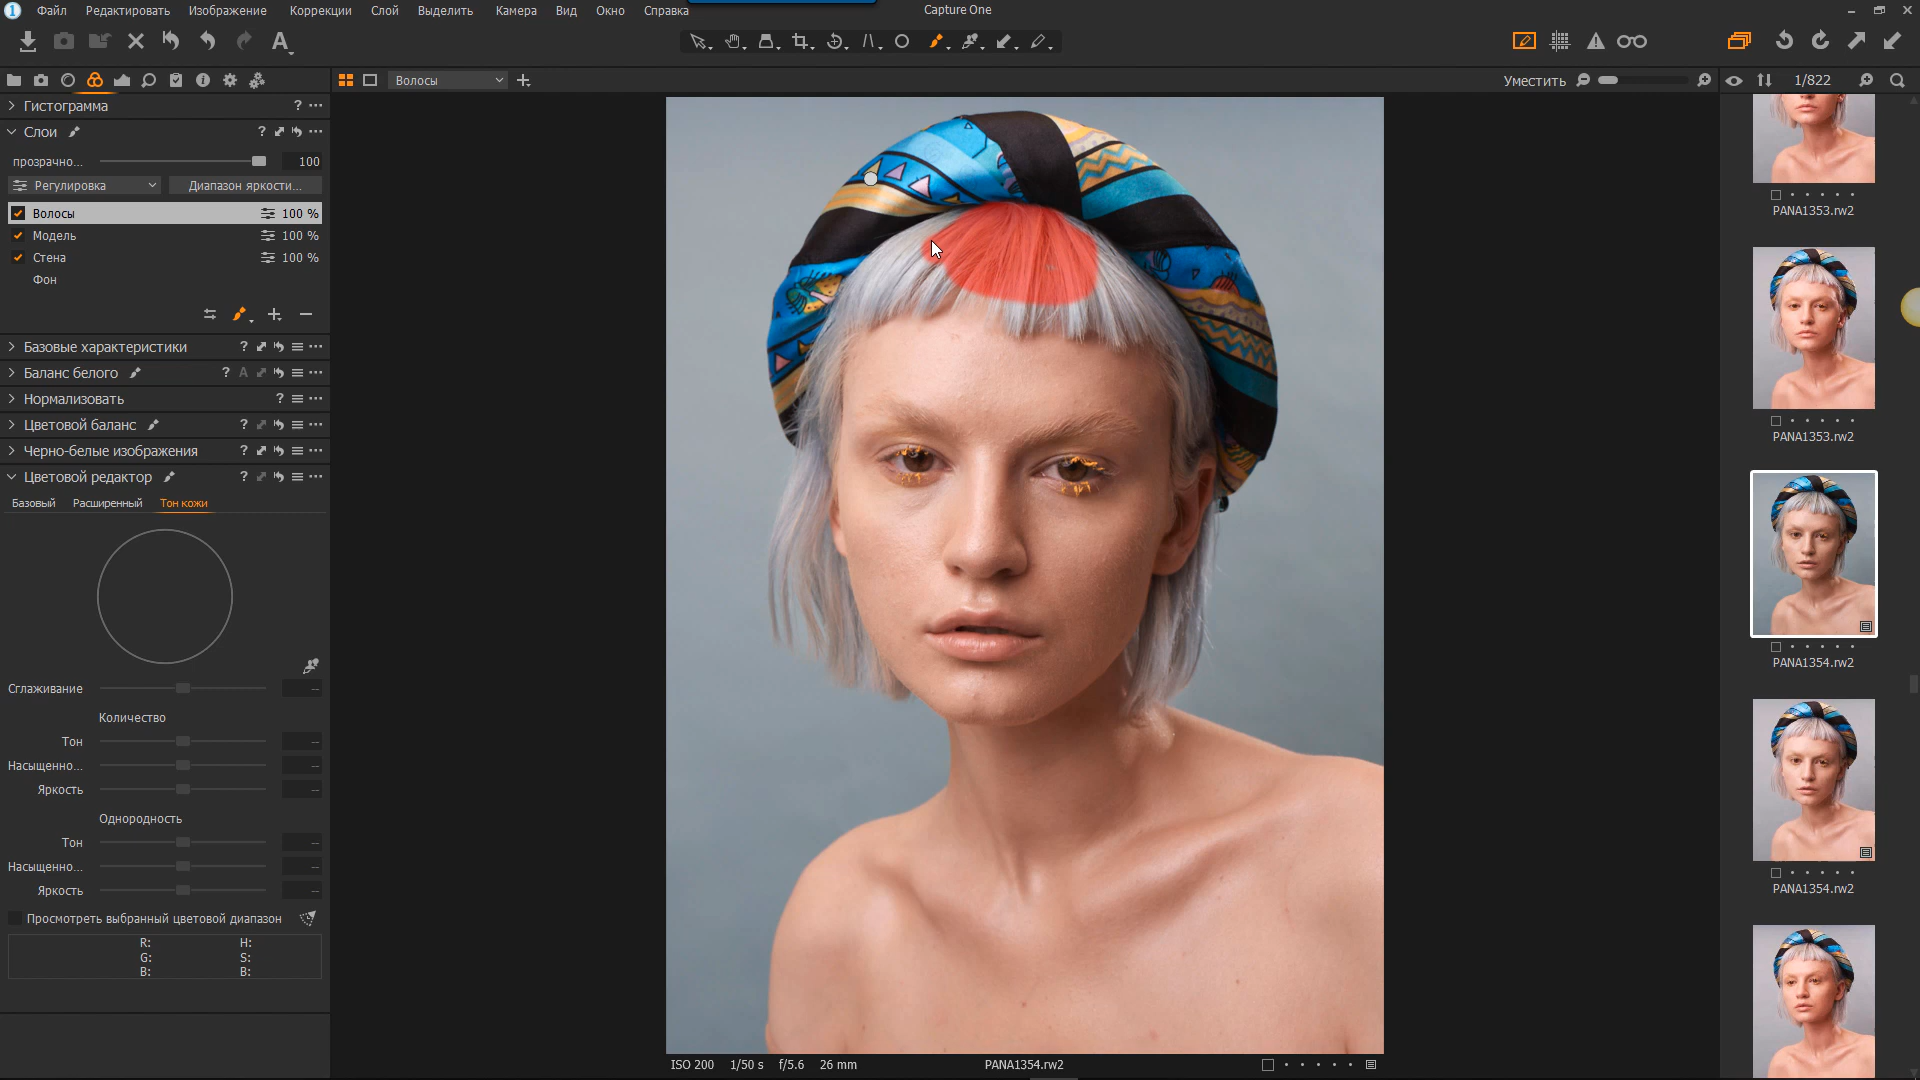 Файл Редактировать Изображение Коррекции Слой Выделить Камера Вид Окно Справка
Capture One
Волосы
Уместить
1/822
Гистограмма
Слои
прозрачно... 100
Регулировка Диапазон яркости...
Волосы 100 %
Модель 100 %
Стена 100 %
Фон
Базовые характеристики
Баланс белого
Нормализовать
Цветовой баланс
Черно-белые изображения
Цветовой редактор
Базовый Расширенный Тон кожи
Сглаживание --
Количество
Тон --
Насыщенно... --
Яркость --
Однородность
Тон --
Насыщенно... --
Яркость --
Просмотреть выбранный цветовой диапазон
R: H:
G: S:
B: B:
ISO 200 1/50 s f/5.6 26 mm PANA1354.rw2
PANA1353.rw2
PANA1353.rw2
PANA1354.rw2
PANA1354.rw2